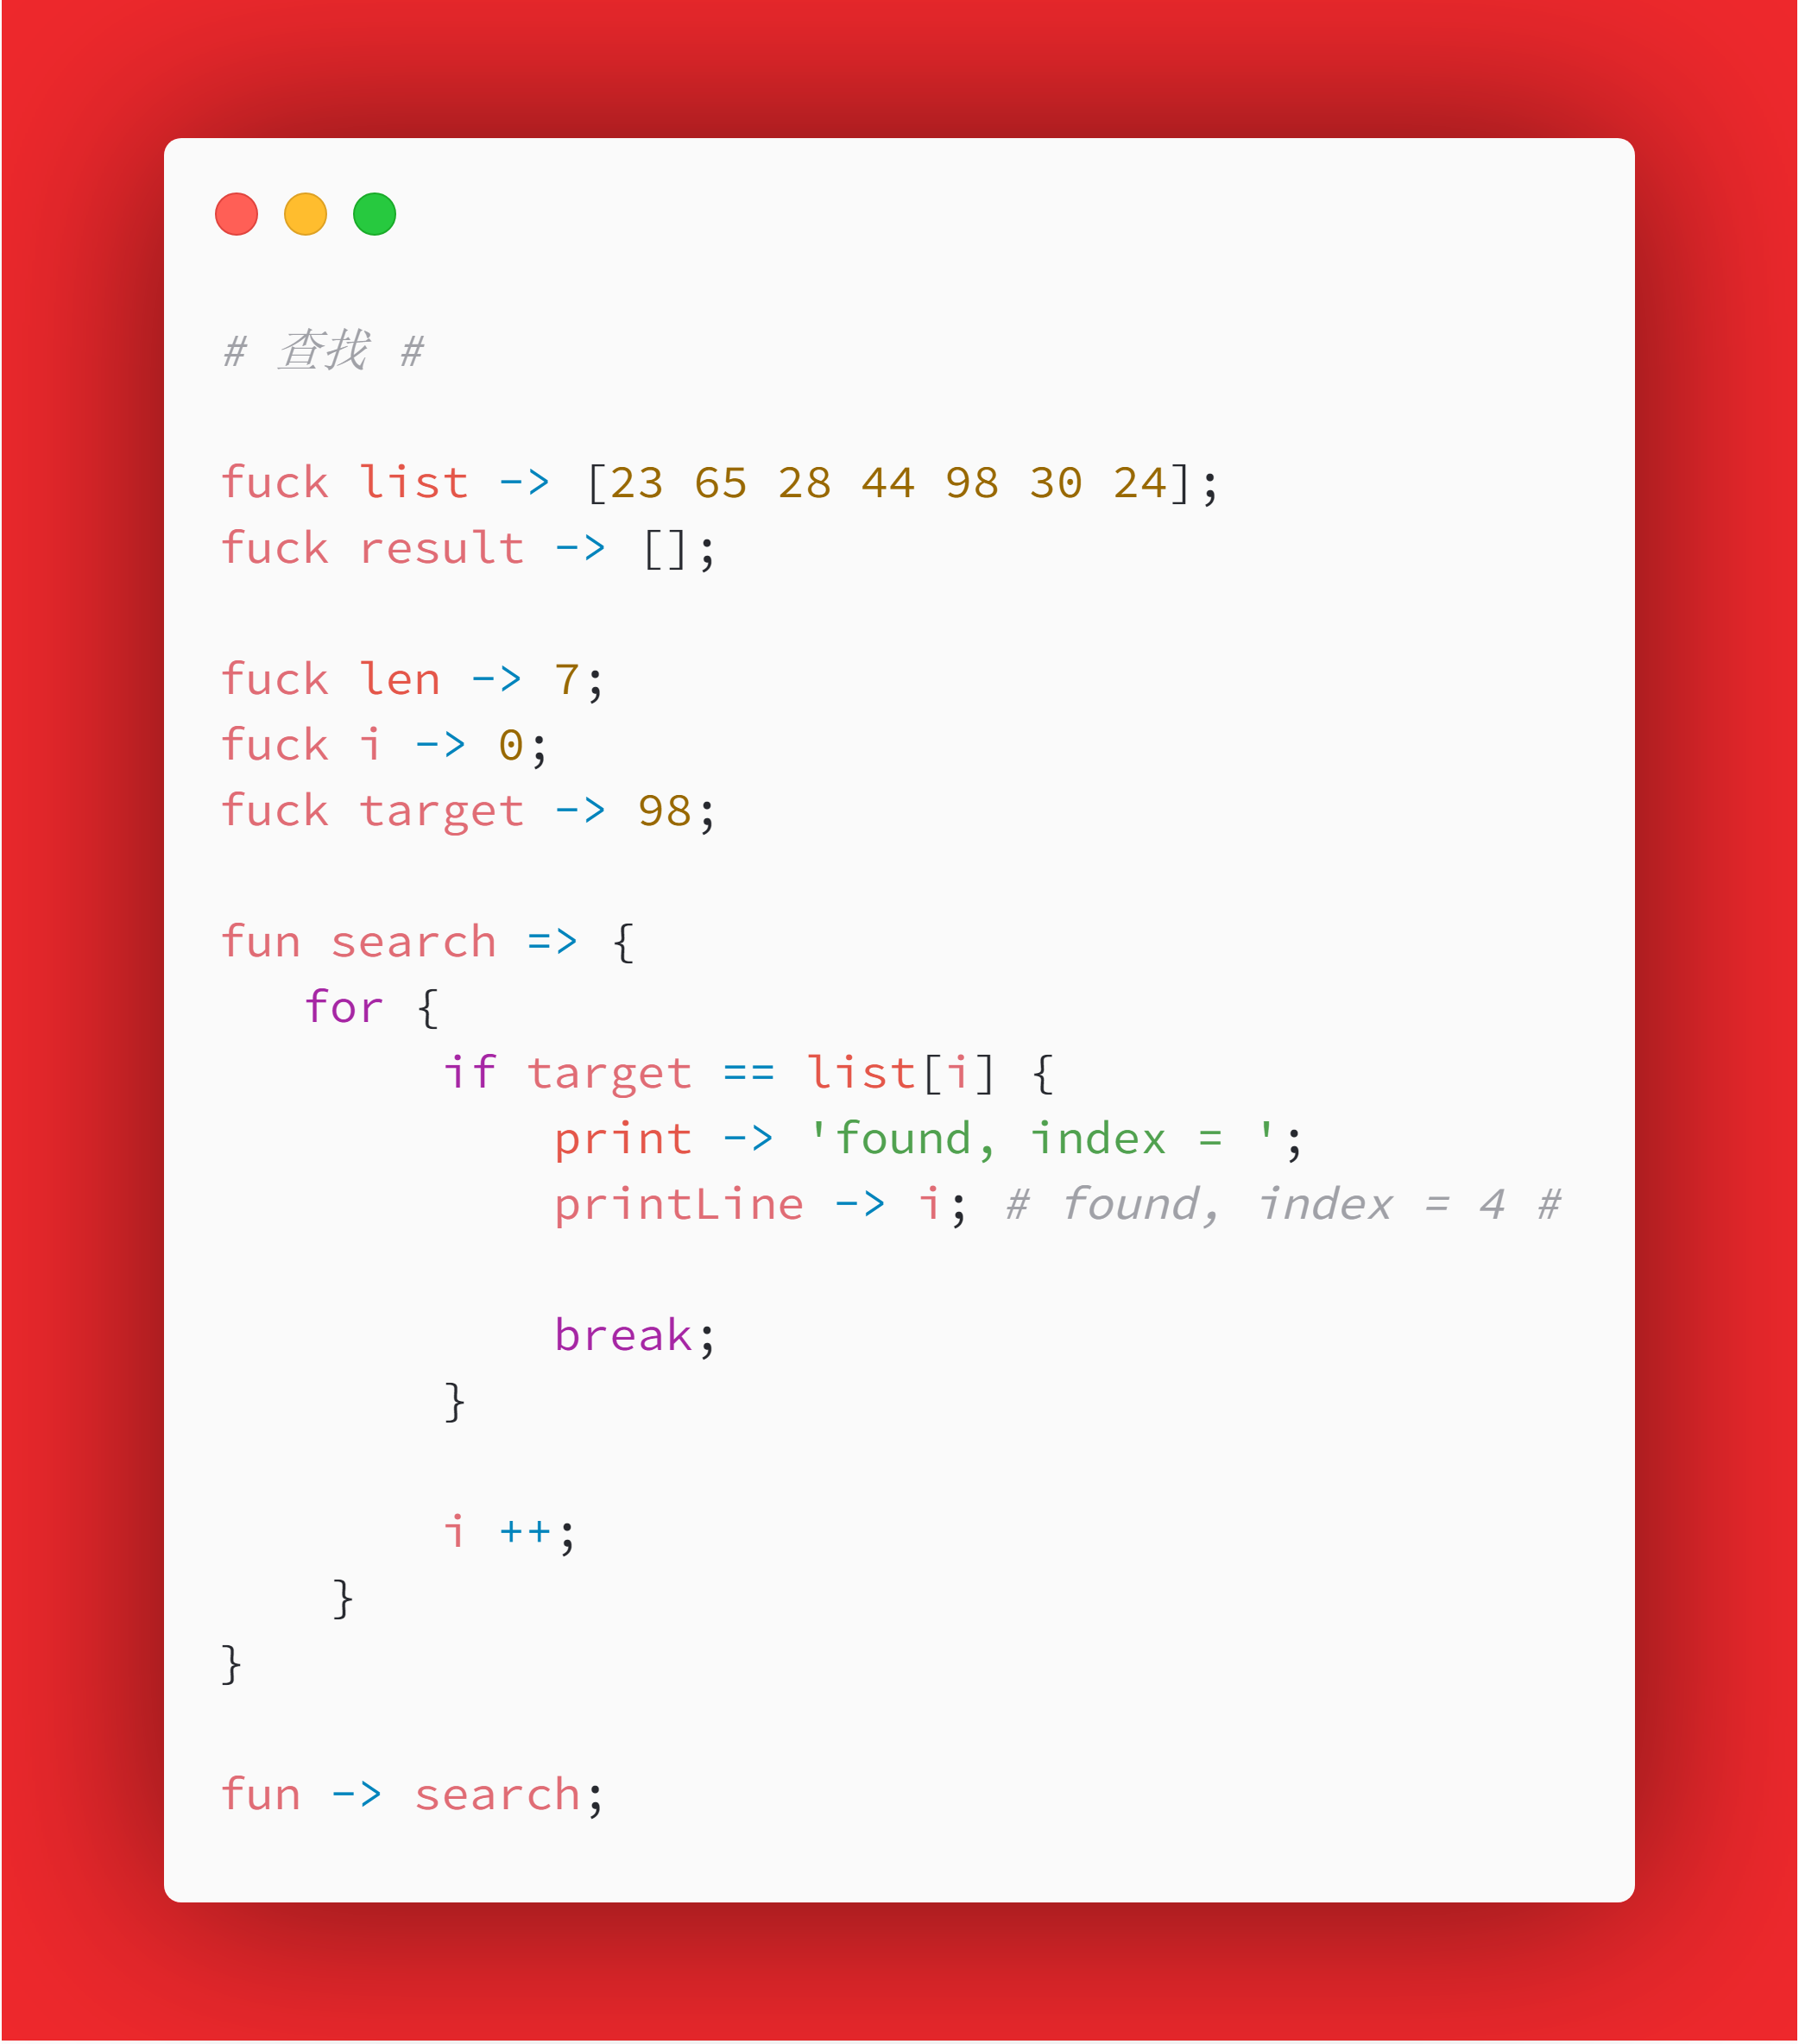 # 查找 #
fuck list -> [23 65 28 44 98 30 24];
fuck result -> [];
fuck len -> 7;
fuck i -> 0;
fuck target -> 98;
fun search => {
for {
if target == list[i] {
print -> 'found, index = ';
printLine -> i; # found, index = 4 #
break;
}
i ++;
}
}
fun -> search;